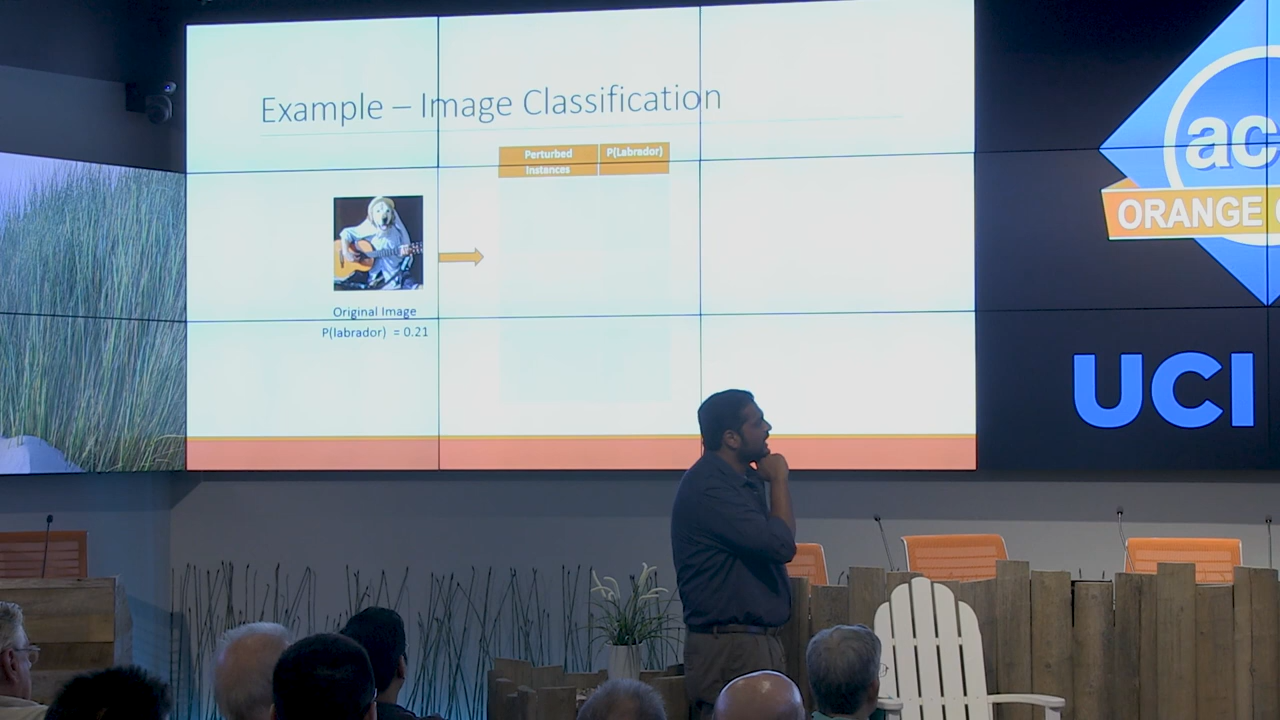 Example – Image Classification
Perturbed Instances P(Labrador)
Original Image
P(labrador) = 0.21
ac
ORANGE
UCI